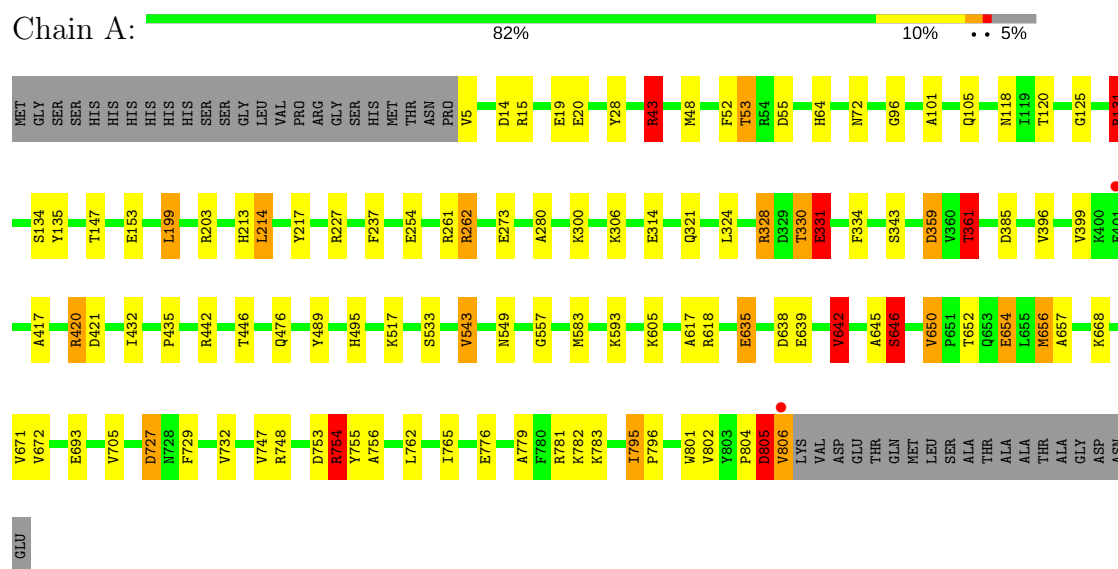 Chain A:
82% 10% • • 5%
MET GLY SER SER HIS HIS HIS HIS HIS HIS SER SER GLY LEU VAL PRO ARG GLY SER HIS MET THR ASN PRO V5 D14 R15 E19 E20 Y28 R43 M48 F52 T53 R54 D55 H64 N72 G96 A101 Q105 N118 I119 T120 G125 R131
S134 Y135 T147 E153 L199 R203 H213 L214 Y217 R227 F237 E254 R261 R262 E273 A280 K300 K306 E314 Q321 L324 R328 D329 T330 E331 F334 S343 D359 V360 T361 D385 V396 V399 K400 E401
A417 R420 D421 I432 P435 R442 T446 Q476 Y489 H495 K517 S533 V543 N549 G557 M583 K593 K605 A617 R618 E635 D638 E639 V642 A645 S646 V650 P651 T652 Q653 E654 L655 M656 A657 K668
V671 V672 E693 V705 D727 N728 F729 V732 V747 R748 D753 R754 Y755 A756 L762 I765 E776 A779 F780 R781 K782 K783 I795 P796 W801 V802 Y803 P804 D805 V806 LYS VAL ASP GLU THR GLN MET LEU SER ALA THR ALA ALA THR ALA GLY ASP ASN
GLU